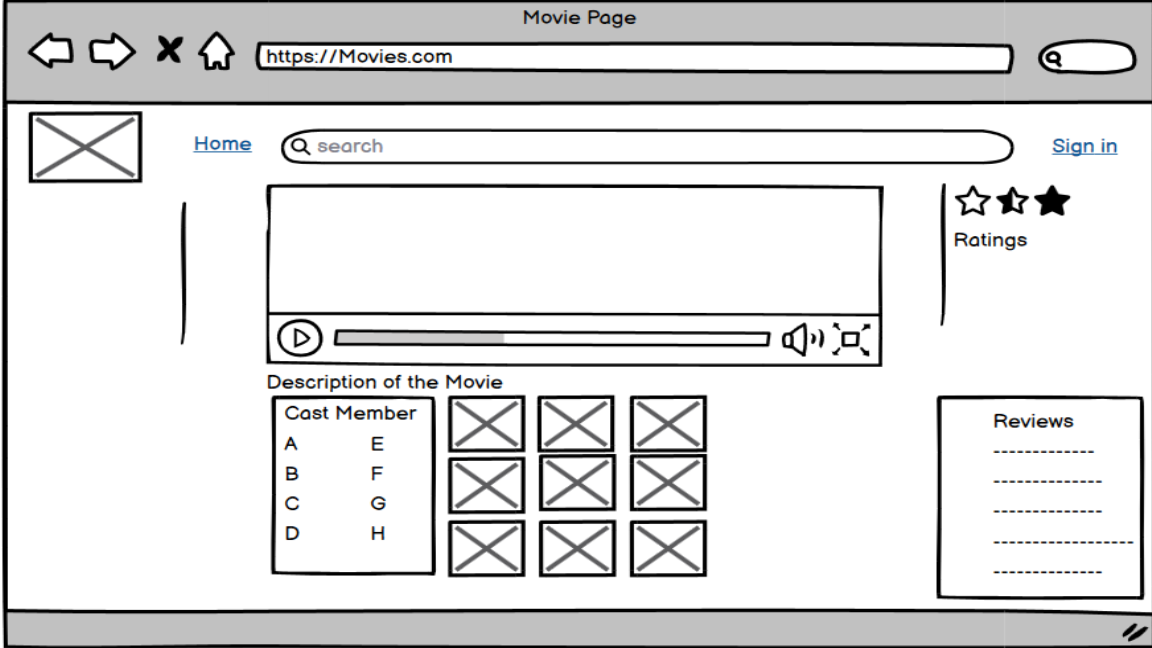 Movie Page
https://Movies.com
Home
search
Sign in
Ratings
Description of the Movie
Cast Member
A E
B F
C G
D H
Reviews